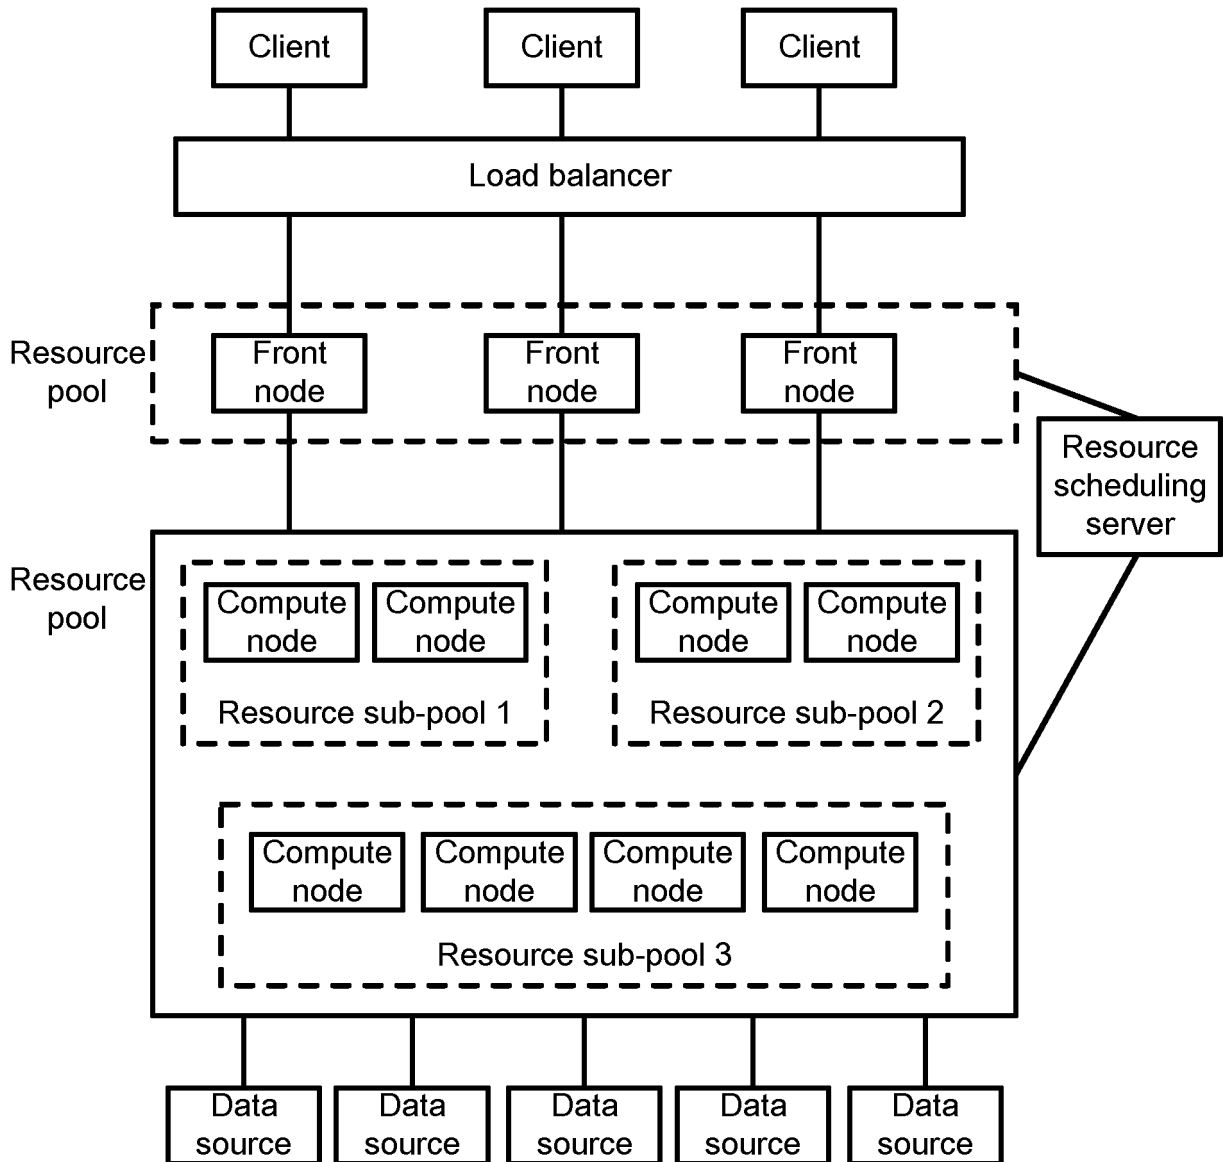 Client
Client
Client
Load balancer
Resource
pool
Front
node
Front
node
Front
node
Resource
scheduling
server
Resource
pool
Compute
node
Compute
node
Resource sub-pool 1
Compute
node
Compute
node
Resource sub-pool 2
Compute
node
Compute
node
Compute
node
Compute
node
Resource sub-pool 3
Data
source
Data
source
Data
source
Data
source
Data
source